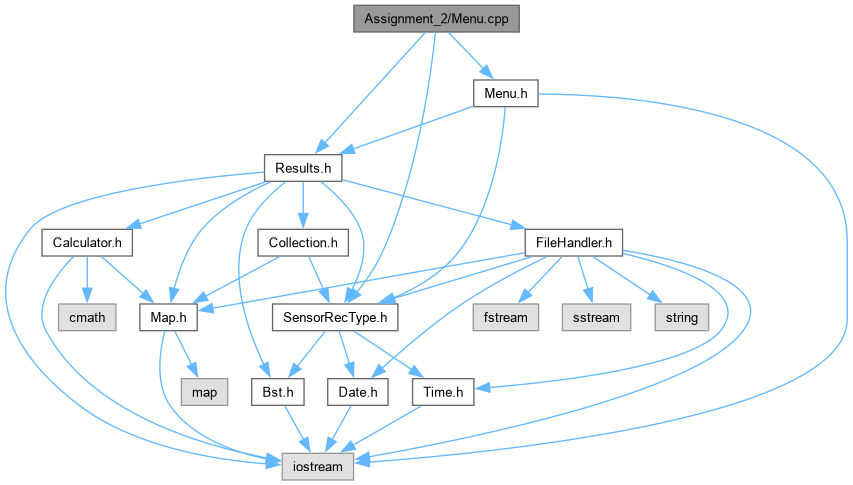 Assignment_2/Menu.cpp
Menu.h
Results.h
Calculator.h
Collection.h
FileHandler.h
cmath
Map.h
SensorRecType.h
fstream
sstream
string
map
Bst.h
Date.h
Time.h
iostream